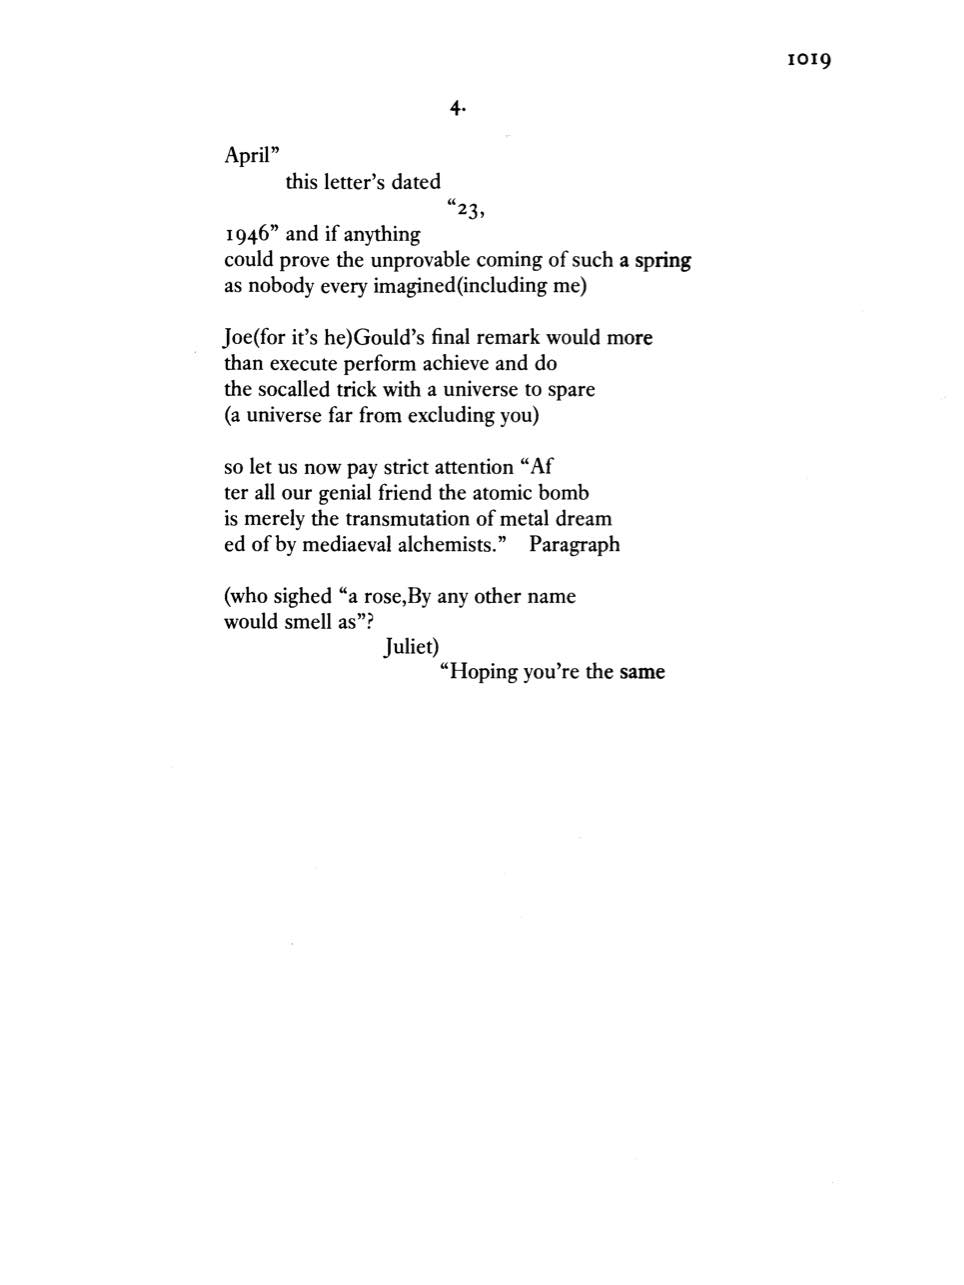 1019
4.
April”
this letter’s dated
“23,
1946” and if anything
could prove the unprovable coming of such a spring
as nobody every imagined(including me)
Joe(for it’s he)Gould’s final remark would more
than execute perform achieve and do
the socalled trick with a universe to spare
(a universe far from excluding you)
so let us now pay strict attention “Af
ter all our genial friend the atomic bomb
is merely the transmutation of metal dream
ed of by mediaeval alchemists.” Paragraph
(who sighed “a rose,By any other name
would smell as”?
Juliet)
“Hoping you’re the same